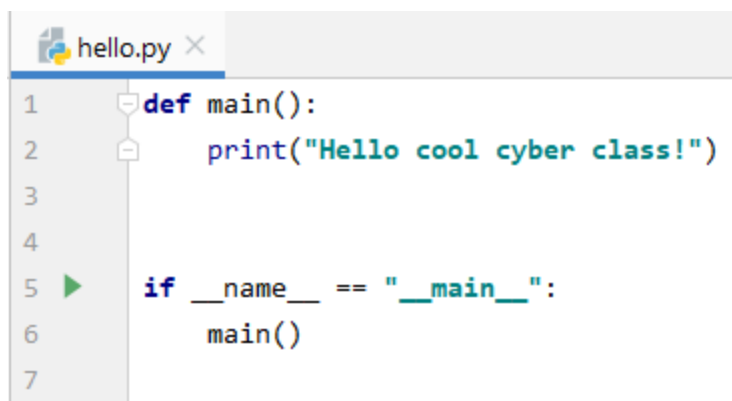 hello.py
1 def main():
2     print("Hello cool cyber class!")
3
4
5 if __name__ == "__main__":
6     main()
7